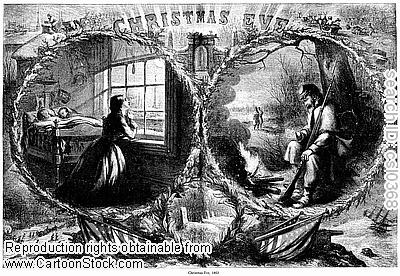 CHRISTMAS EVE
Christmas Eve, 1862
Reproduction rights obtainable from
www.CartoonStock.com